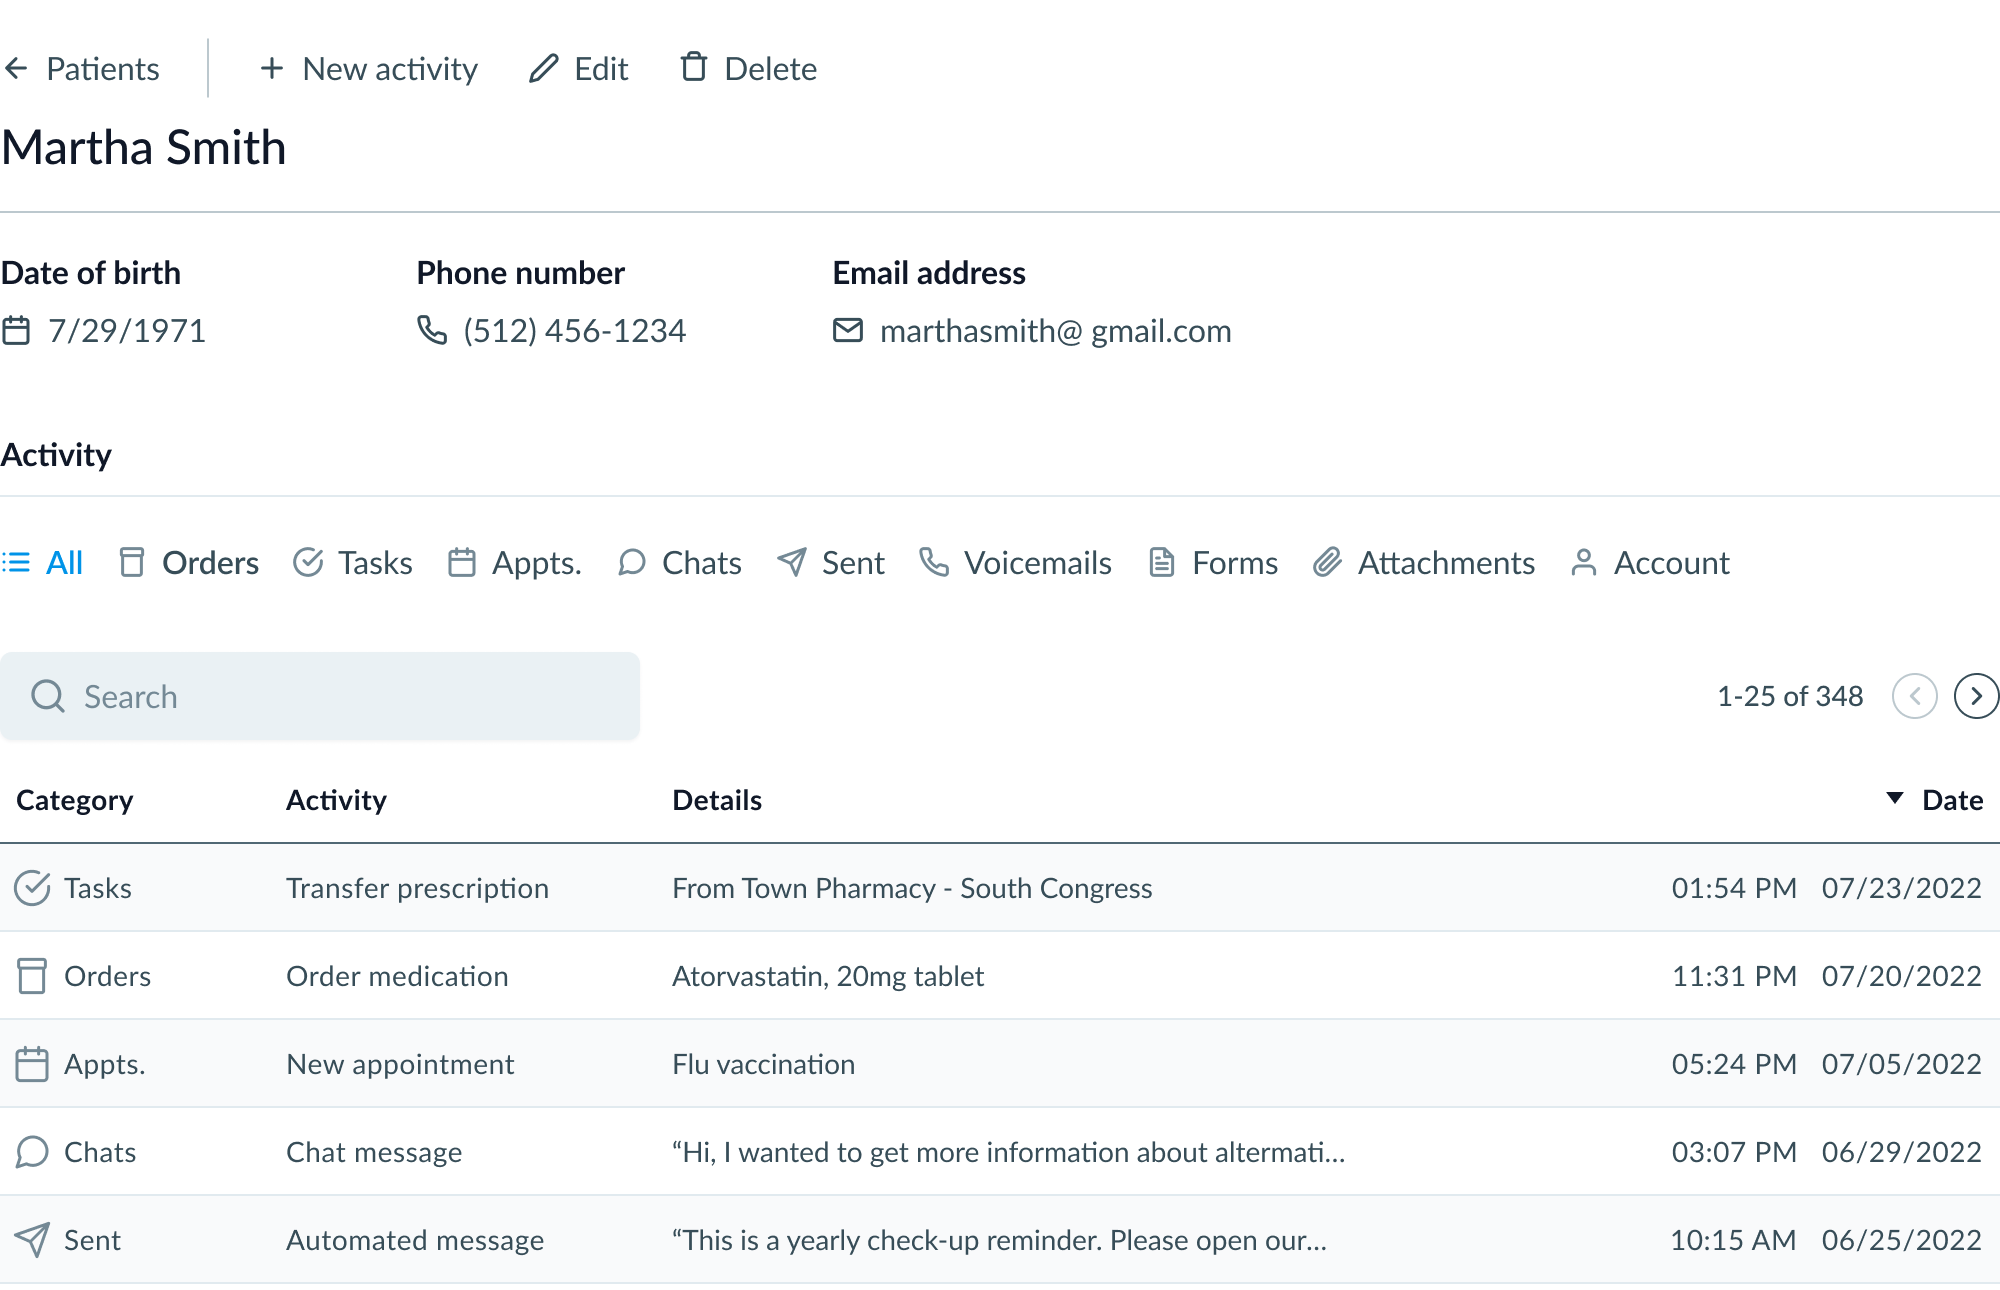 Patients New activity Edit Delete
Martha Smith
Date of birth Phone number Email address
7/29/1971 (512) 456-1234 marthasmith@ gmail.com
Activity
All Orders Tasks Appts. Chats Sent Voicemails Forms Attachments Account
Search 1-25 of 348
Category Activity Details Date
Tasks Transfer prescription From Town Pharmacy - South Congress 01:54 PM 07/23/2022
Orders Order medication Atorvastatin, 20mg tablet 11:31 PM 07/20/2022
Appts. New appointment Flu vaccination 05:24 PM 07/05/2022
Chats Chat message “Hi, I wanted to get more information about altermati... 03:07 PM 06/29/2022
Sent Automated message “This is a yearly check-up reminder. Please open our... 10:15 AM 06/25/2022